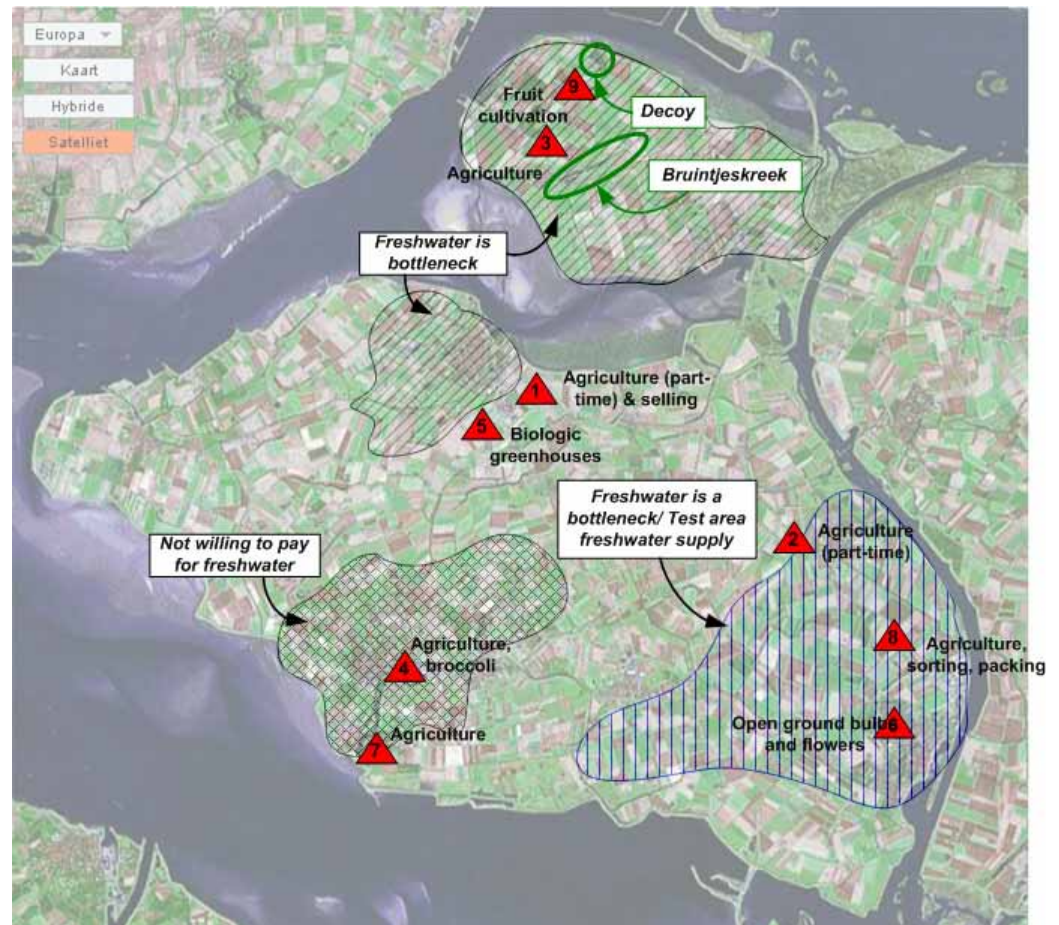 Europa
Kaart
Hybride
Satelliet
9
Fruit
cultivation
Decoy
3
Agriculture
Bruintjeskreek
Freshwater is
bottleneck
1
Agriculture (part-
time) & selling
5
Biologic
greenhouses
Freshwater is a
bottleneck/ Test area
freshwater supply
Not willing to pay
for freshwater
2
Agriculture
(part-time)
8
Agriculture,
sorting, packing
4
Agriculture,
broccoli
7
Agriculture
6
Open ground bulbs
and flowers